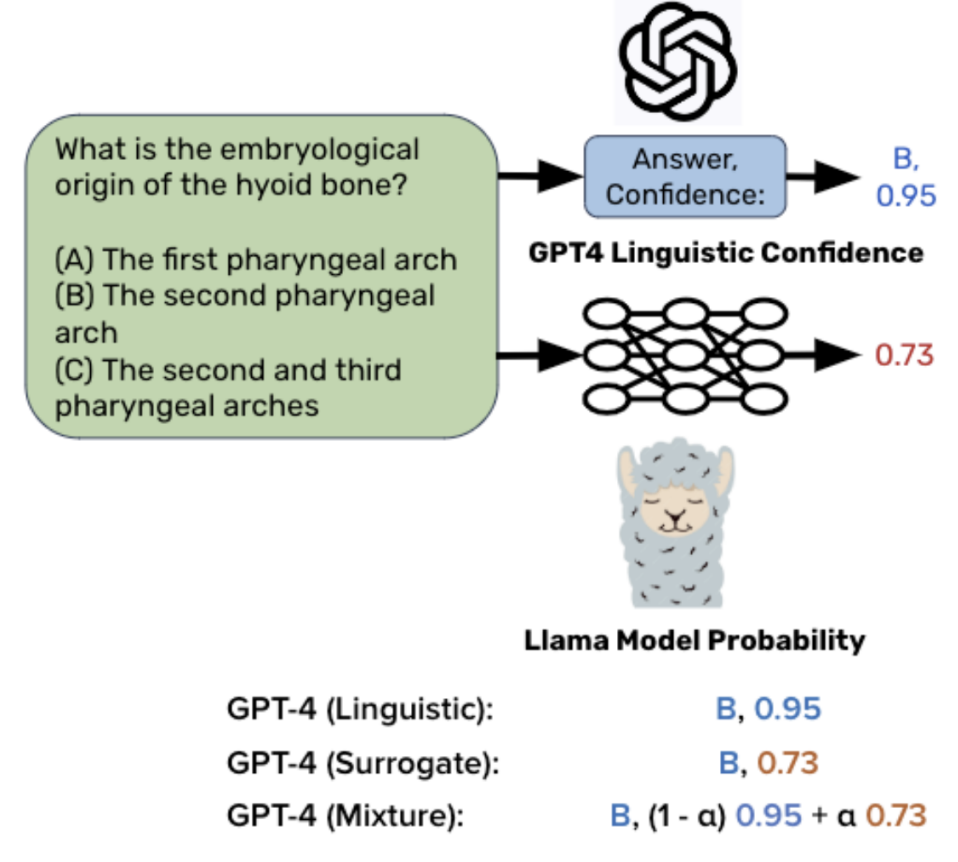 What is the embryological
origin of the hyoid bone?
(A) The first pharyngeal arch
(B) The second pharyngeal
arch
(C) The second and third
pharyngeal arches
Answer,
Confidence:
B,
0.95
GPT4 Linguistic Confidence
0.73
Llama Model Probability
GPT-4 (Linguistic): B, 0.95
GPT-4 (Surrogate): B, 0.73
GPT-4 (Mixture): B, (1 - α) 0.95 + α 0.73